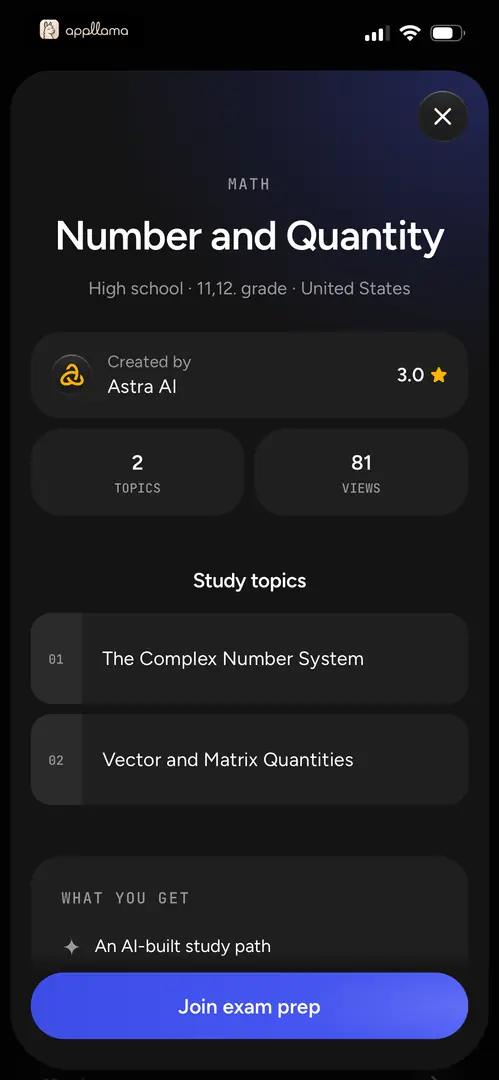 appllama
MATH
Number and Quantity
High school · 11,12. grade · United States
Created by
Astra AI
3.0
2
TOPICS
81
VIEWS
Study topics
01
The Complex Number System
02
Vector and Matrix Quantities
WHAT YOU GET
An AI-built study path
Join exam prep